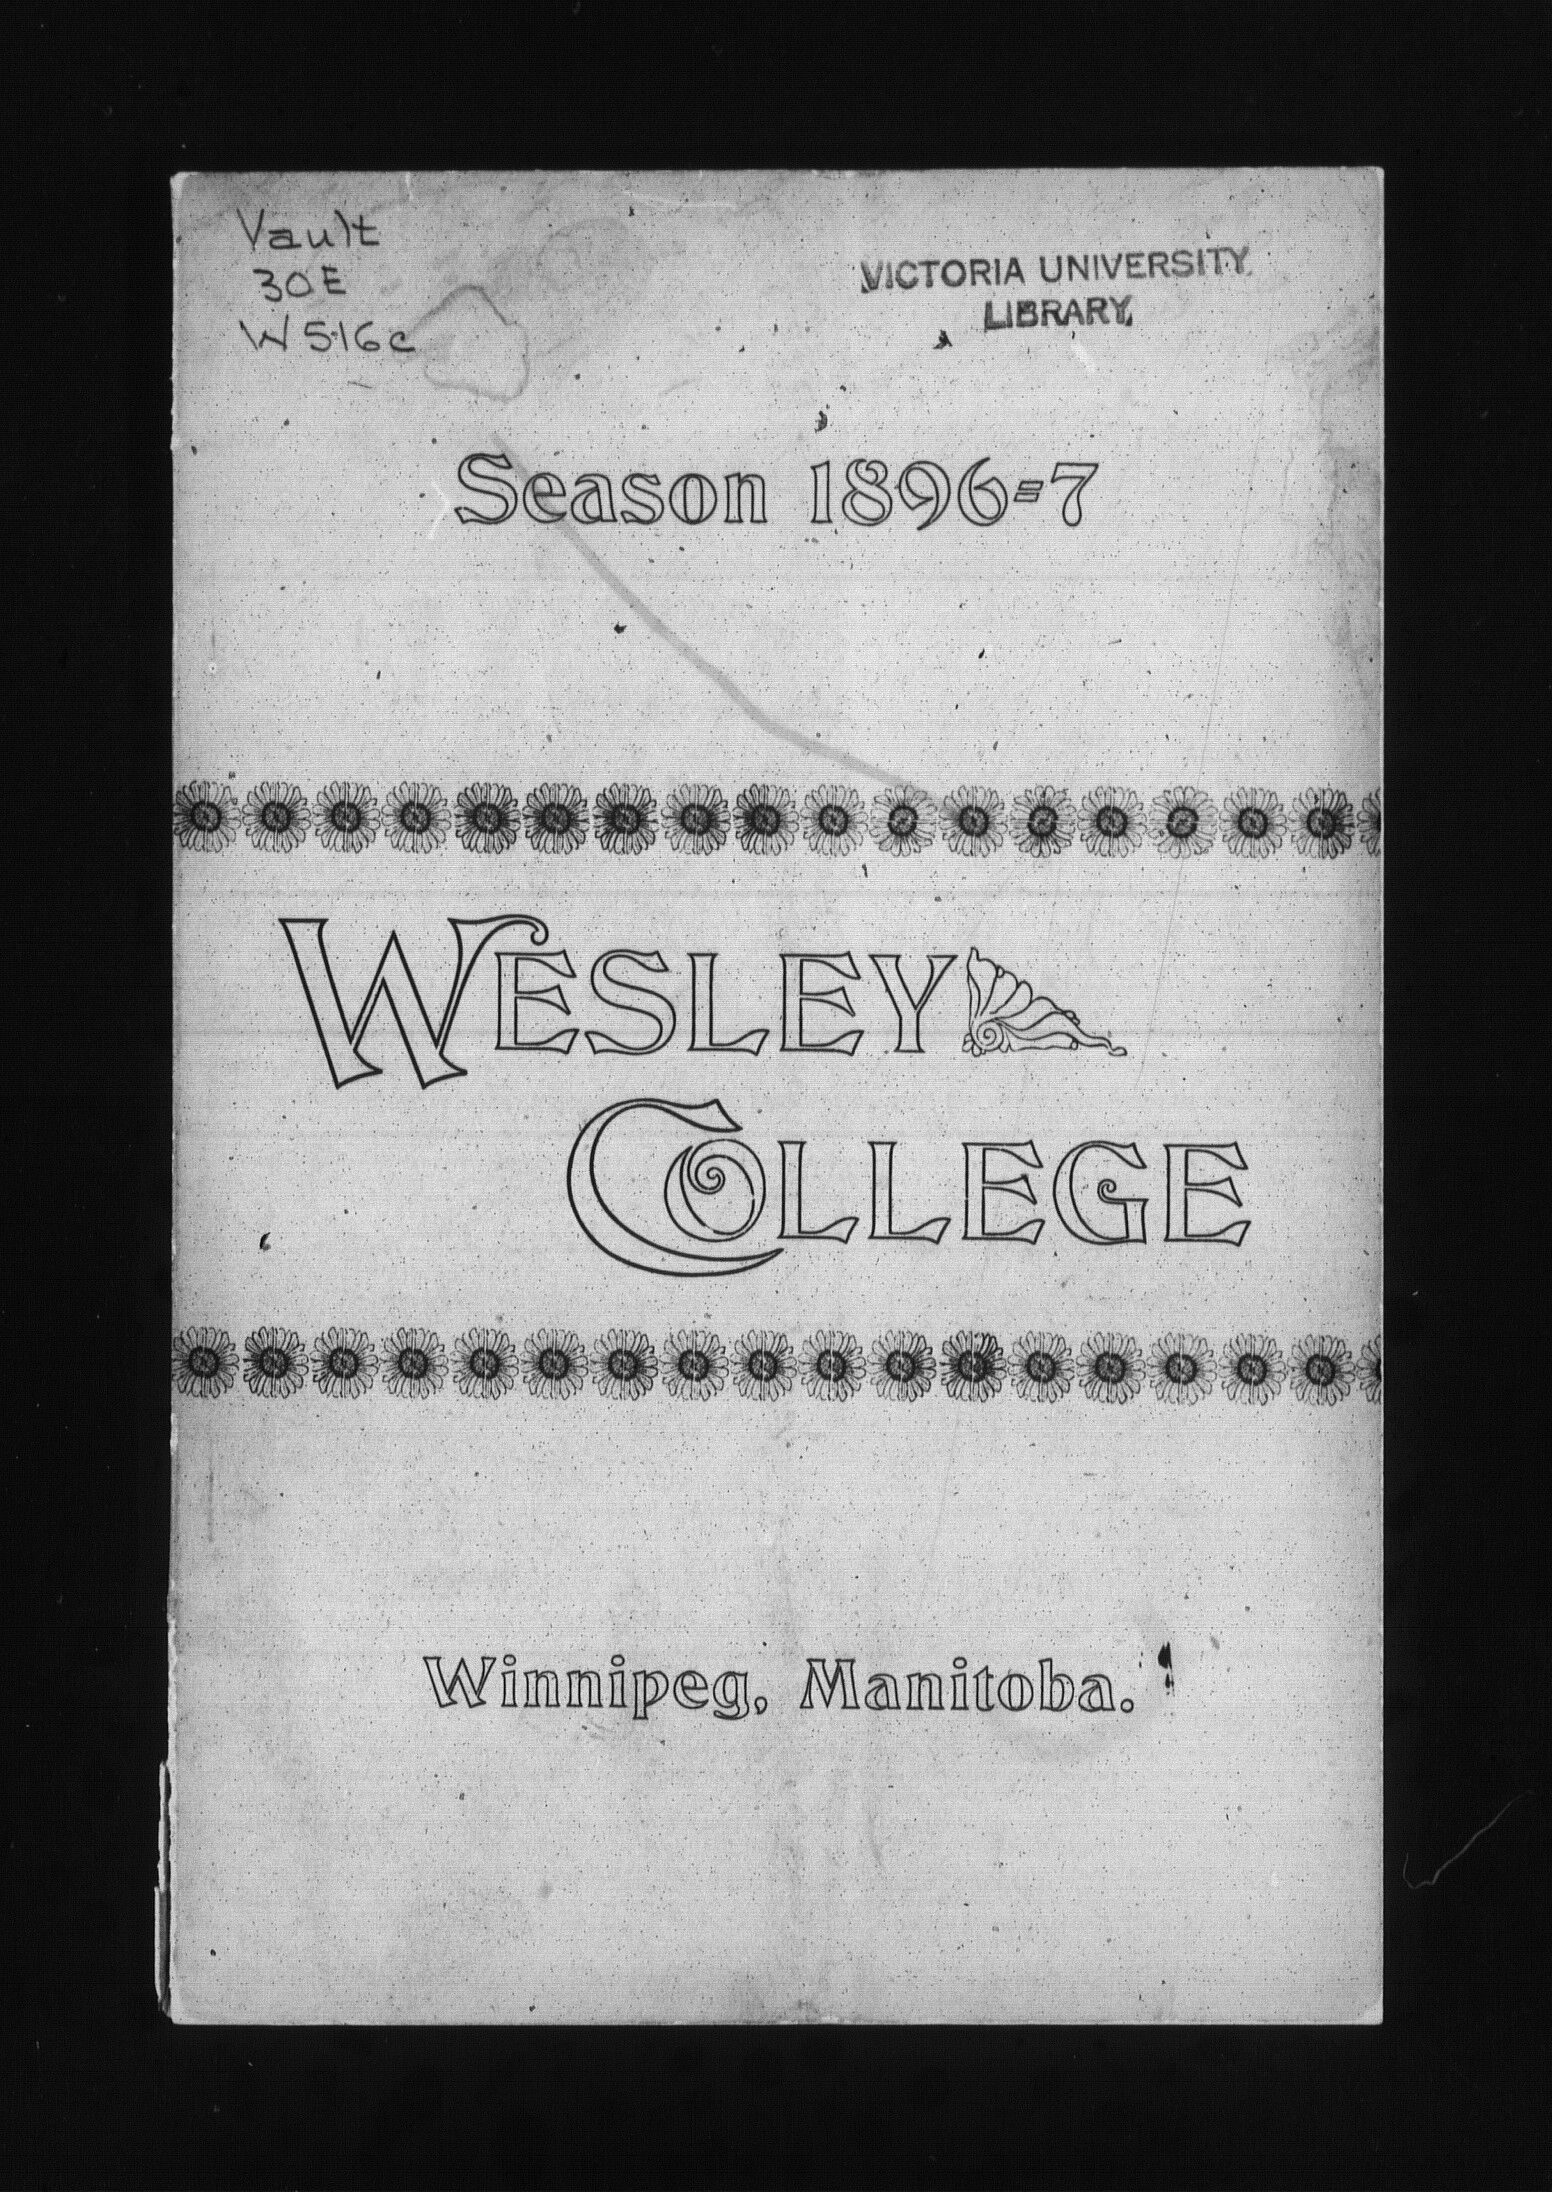 Vault
30E
W516c
VICTORIA UNIVERSITY
LIBRARY.
Season 1896=7
WESLEY
COLLEGE
Winnipeg, Manitoba.